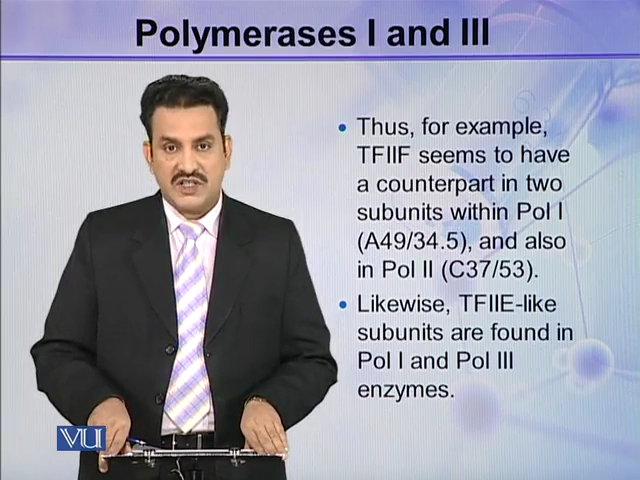 Polymerases I and III
• Thus, for example,
TFIIF seems to have
a counterpart in two
subunits within Pol I
(A49/34.5), and also
in Pol II (C37/53).
• Likewise, TFIIE-like
subunits are found in
Pol I and Pol III
enzymes.
VU